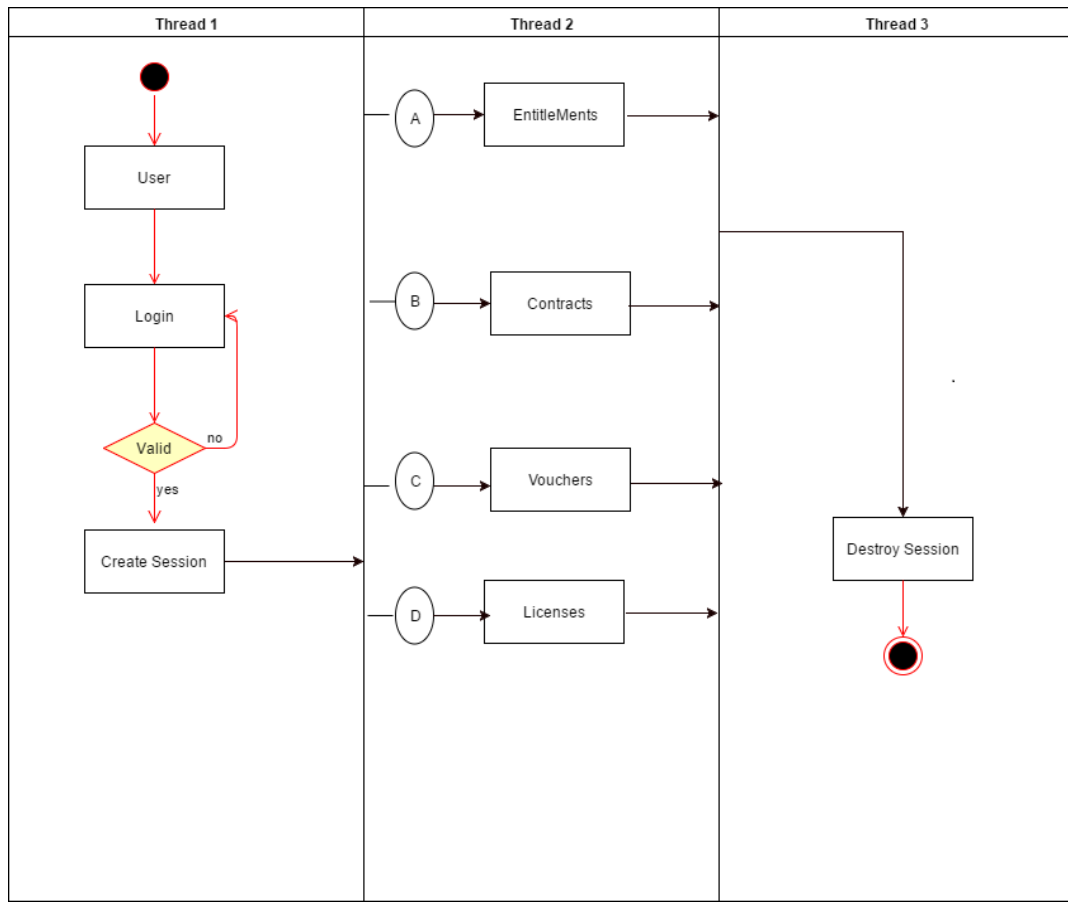 Thread 1
Thread 2
Thread 3
User
Login
Valid
no
yes
Create Session
A
EntitleMents
B
Contracts
C
Vouchers
D
Licenses
Destroy Session